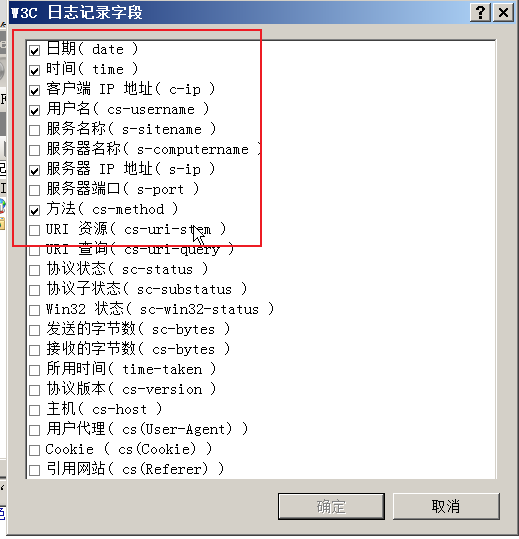 W3C 日志记录字段
日期( date )
时间( time )
客户端 IP 地址( c-ip )
用户名( cs-username )
服务名称( s-sitename )
服务器名称( s-computername )
服务器 IP 地址( s-ip )
服务器端口( s-port )
方法( cs-method )
URI 资源( cs-uri-stem )
URI 查询( cs-uri-query )
协议状态( sc-status )
协议子状态( sc-substatus )
Win32 状态( sc-win32-status )
发送的字节数( sc-bytes )
接收的字节数( cs-bytes )
所用时间( time-taken )
协议版本( cs-version )
主机( cs-host )
用户代理( cs(User-Agent) )
Cookie ( cs(Cookie) )
引用网站( cs(Referer) )
确定 取消